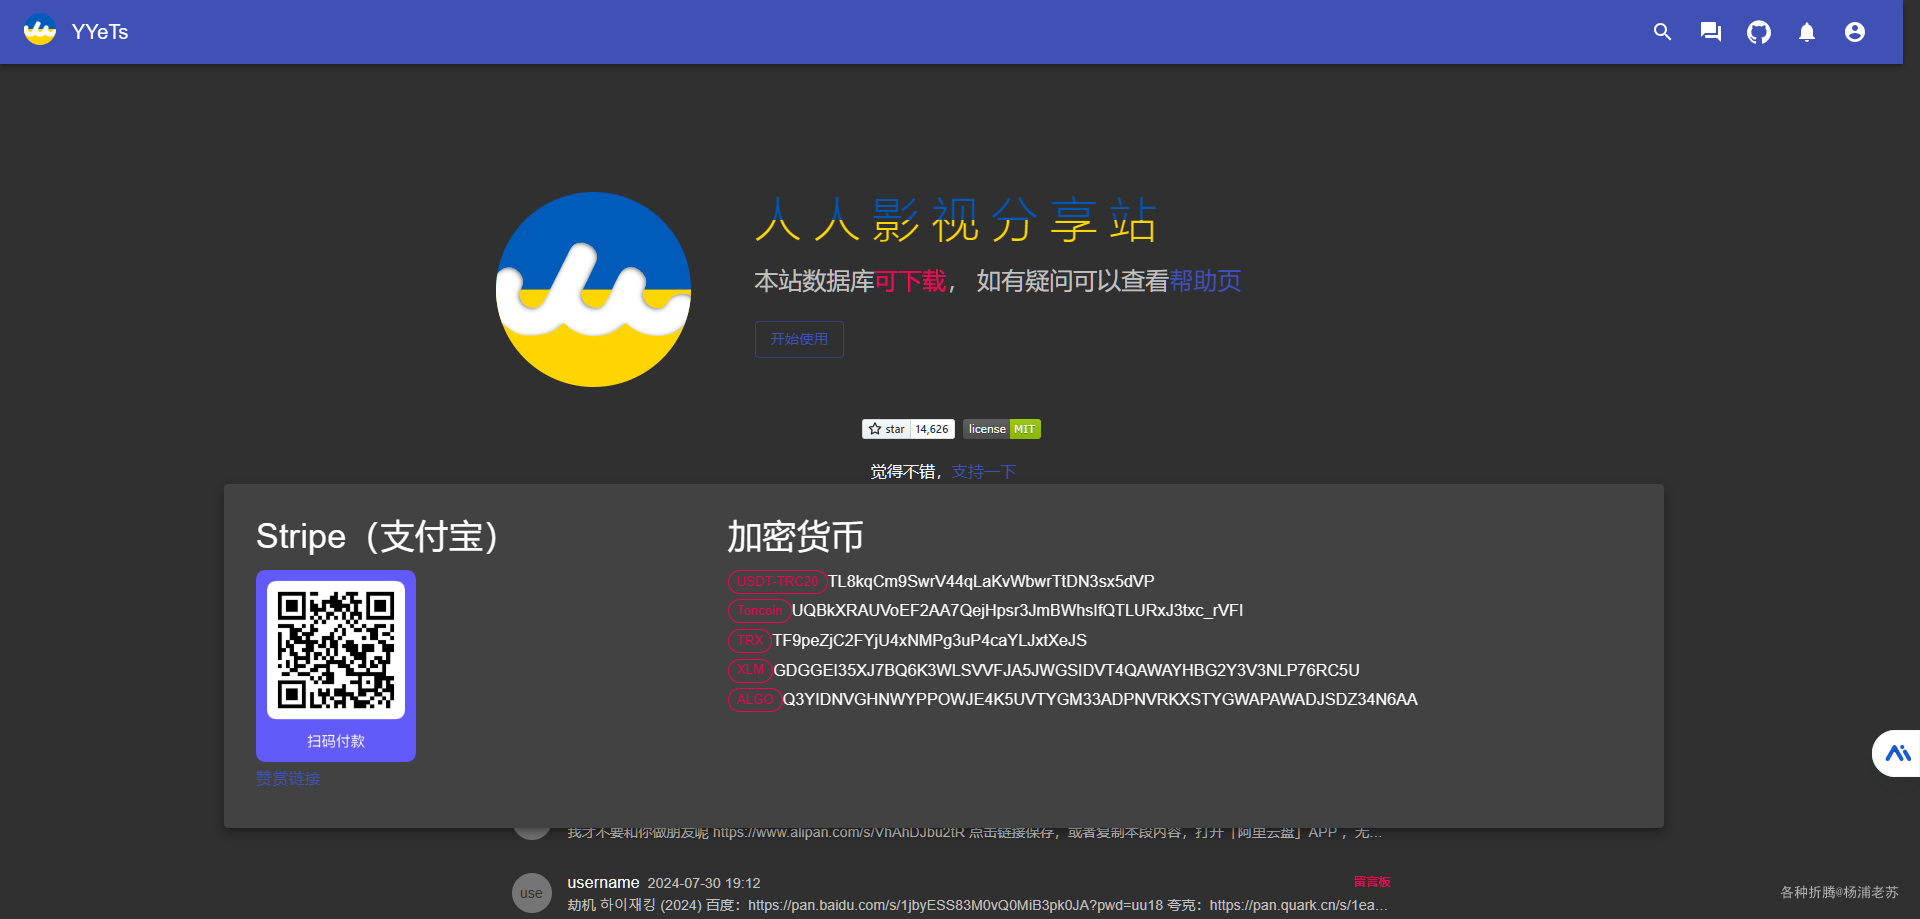 YYeTs
人人影视分享站
本站数据库可下载， 如有疑问可以查看帮助页
开始使用
star 14,626 license MIT
觉得不错，支持一下
Stripe（支付宝）
扫码付款
赞赏链接
加密货币
USDT-TRC20 TL8kqCm9SwrV44qLaKvWbwrTtDN3sx5dVP
Toncoin UQBkXRAUVoEF2AA7QejHpsr3JmBWhsIfQTLURxJ3txc_rVFI
TRX TF9peZjC2FYjU4xNMPg3uP4caYLJxtXeJS
XLM GDGGEI35XJ7BQ6K3WLSVVFJA5JWGSIDVT4QAWAYHBG2Y3V3NLP76RC5U
ALGO Q3YIDNVGHNWYPPOWJE4K5UVTYGM33ADPNVRKXSTYGWAPAWADJSDZ34N6AA
我才不要和你做朋友呢 https://www.alipan.com/s/VhAhDJbu2tR 点击链接保存，或者复制本段内容，打开「阿里云盘」APP ，无...
use
username 2024-07-30 19:12 留言板
劫机 하이재킹 (2024) 百度：https://pan.baidu.com/s/1jbyESS83M0vQ0MiB3pk0JA?pwd=uu18 夸克：https://pan.quark.cn/s/1ea...
各种折腾@杨浦老苏